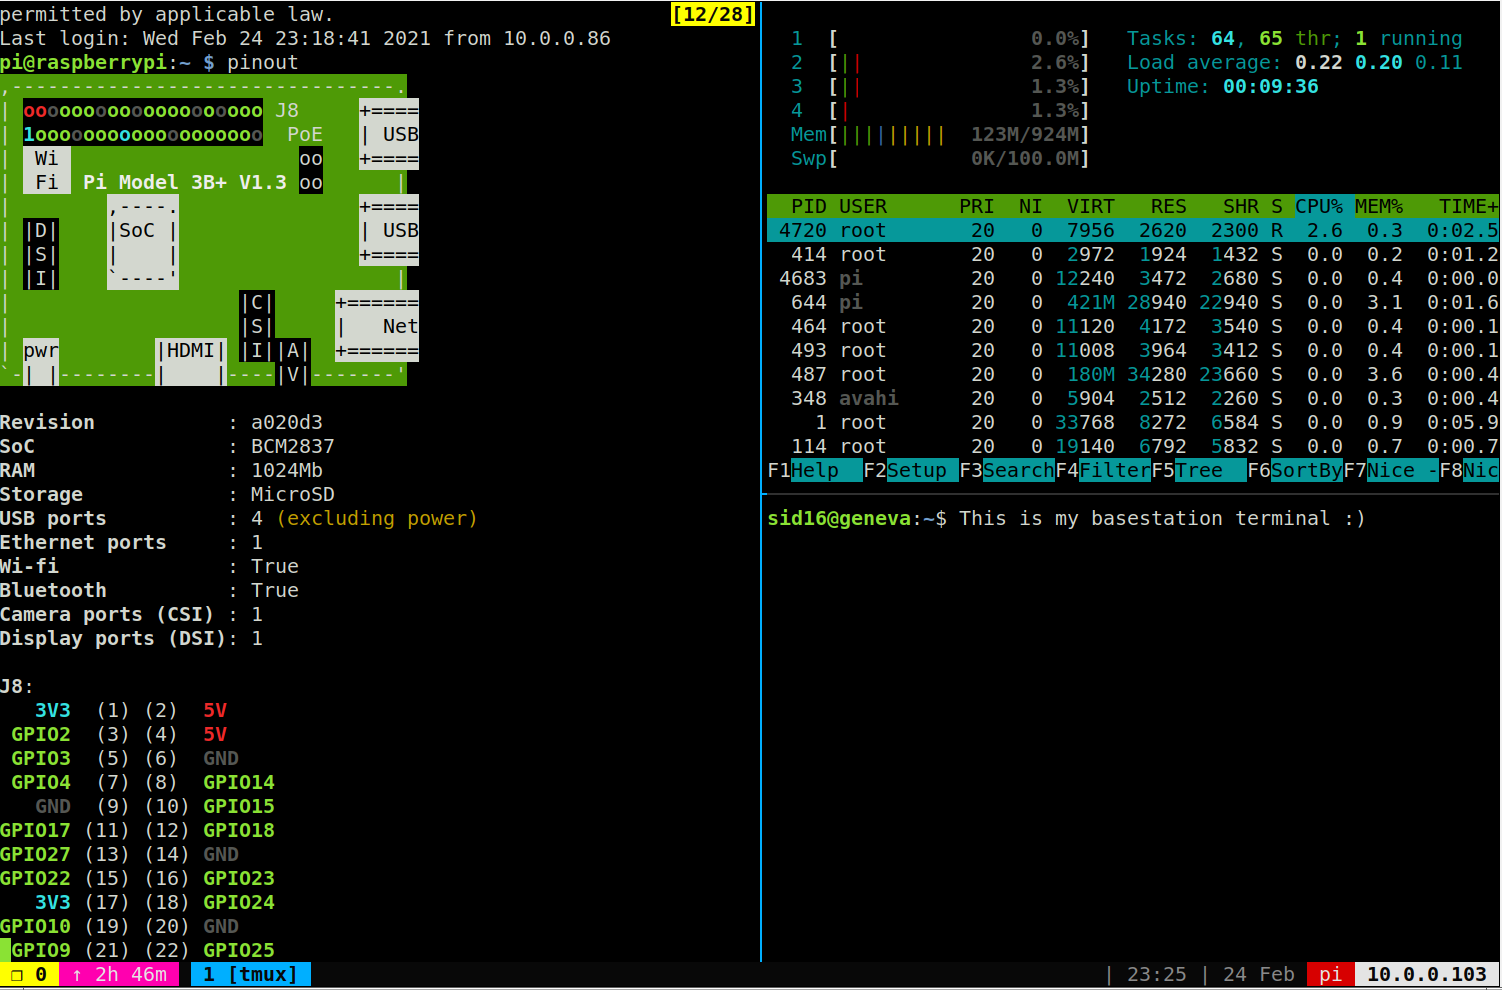 permitted by applicable law. [12/28]
Last login: Wed Feb 24 23:18:41 2021 from 10.0.0.86
pi@raspberrypi:~ $ pinout
,--------------------------------.
| oooooooooooooooooooo J8   +====
| 1ooooooooooooooooooo  PoE | USB
| Wi                    oo  +====
| Fi  Pi Model 3B+ V1.3 oo     |
|        ,----.             +====
| |D|    |SoC |             | USB
| |S|    |    |             +====
| |I|    `----'                |
|                   |C|     +======
|                   |S|     |   Net
| pwr        |HDMI| |I||A|  +======
`-| |--------|    |----|V|-------'
Revision : a020d3
SoC : BCM2837
RAM : 1024Mb
Storage : MicroSD
USB ports : 4 (excluding power)
Ethernet ports : 1
Wi-fi : True
Bluetooth : True
Camera ports (CSI) : 1
Display ports (DSI): 1
J8:
3V3 (1) (2) 5V
GPIO2 (3) (4) 5V
GPIO3 (5) (6) GND
GPIO4 (7) (8) GPIO14
GND (9) (10) GPIO15
GPIO17 (11) (12) GPIO18
GPIO27 (13) (14) GND
GPIO22 (15) (16) GPIO23
3V3 (17) (18) GPIO24
GPIO10 (19) (20) GND
GPIO9 (21) (22) GPIO25
1 [ 0.0%] Tasks: 64, 65 thr; 1 running
2 [|| 2.6%] Load average: 0.22 0.20 0.11
3 [|| 1.3%] Uptime: 00:09:36
4 [| 1.3%]
Mem[||||||||| 123M/924M]
Swp[ 0K/100.0M]
PID USER PRI NI VIRT RES SHR S CPU% MEM% TIME+
4720 root 20 0 7956 2620 2300 R 2.6 0.3 0:02.5
414 root 20 0 2972 1924 1432 S 0.0 0.2 0:01.2
4683 pi 20 0 12240 3472 2680 S 0.0 0.4 0:00.0
644 pi 20 0 421M 28940 22940 S 0.0 3.1 0:01.6
464 root 20 0 11120 4172 3540 S 0.0 0.4 0:00.1
493 root 20 0 11008 3964 3412 S 0.0 0.4 0:00.1
487 root 20 0 180M 34280 23660 S 0.0 3.6 0:00.4
348 avahi 20 0 5904 2512 2260 S 0.0 0.3 0:00.4
1 root 20 0 33768 8272 6584 S 0.0 0.9 0:05.9
114 root 20 0 19140 6792 5832 S 0.0 0.7 0:00.7
F1Help F2Setup F3SearchF4FilterF5Tree F6SortByF7Nice -F8Nic
sid16@geneva:~$ This is my basestation terminal :)
❐ 0 ↑ 2h 46m 1 [tmux] | 23:25 | 24 Feb pi 10.0.0.103